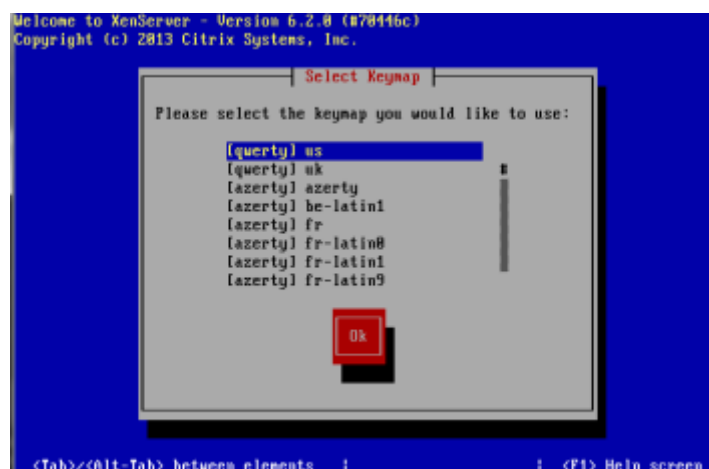 Welcome to XenServer - Version 6.2.0 (#70446c)
Copyright (c) 2013 Citrix Systems, Inc.
Select Keymap
Please select the keymap you would like to use:
[qwerty] us
[qwerty] uk
[azerty] azerty
[azerty] be-latin1
[azerty] fr
[azerty] fr-latin0
[azerty] fr-latin1
[azerty] fr-latin9
Ok
<Tab>/<Alt-Tab> between elements | | <F1> Help screen